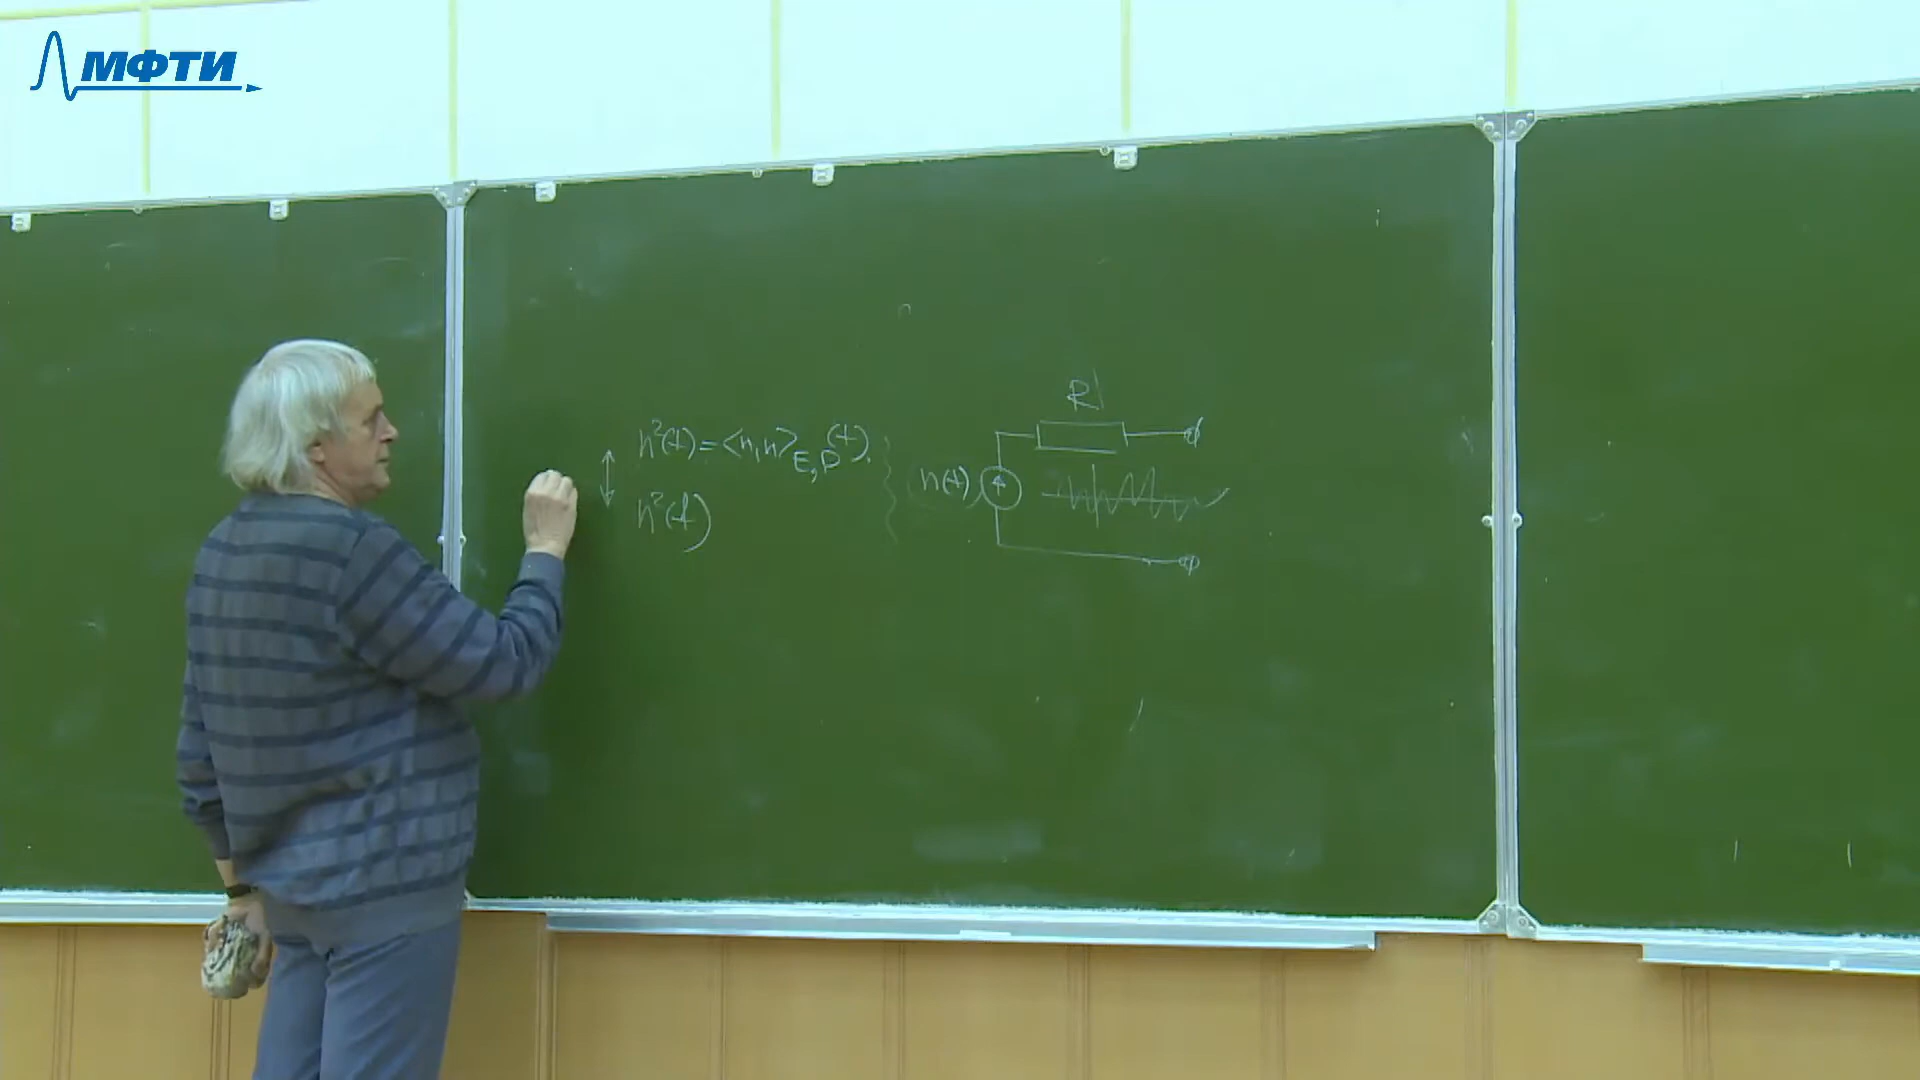 МФТИ
n²(t) = <n,n>_{E,D}(t).
n²(f)
R
n(t)